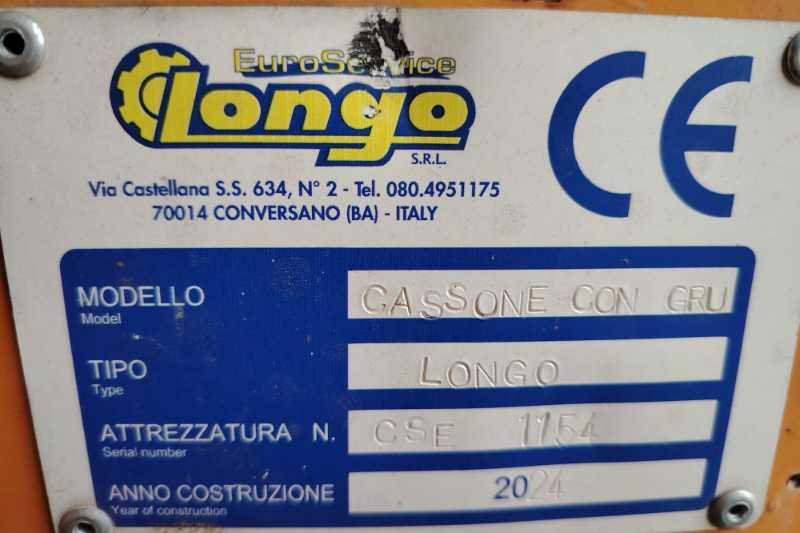 EuroService
Longo
S.R.L.
CE
Via Castellana S.S. 634, N° 2 - Tel. 080.4951175
70014 CONVERSANO (BA) - ITALY
MODELLO CASSONE CON GRU
Model
TIPO LONGO
Type
ATTREZZATURA N. CSE 1154
Serial number
ANNO COSTRUZIONE 2024
Year of construction